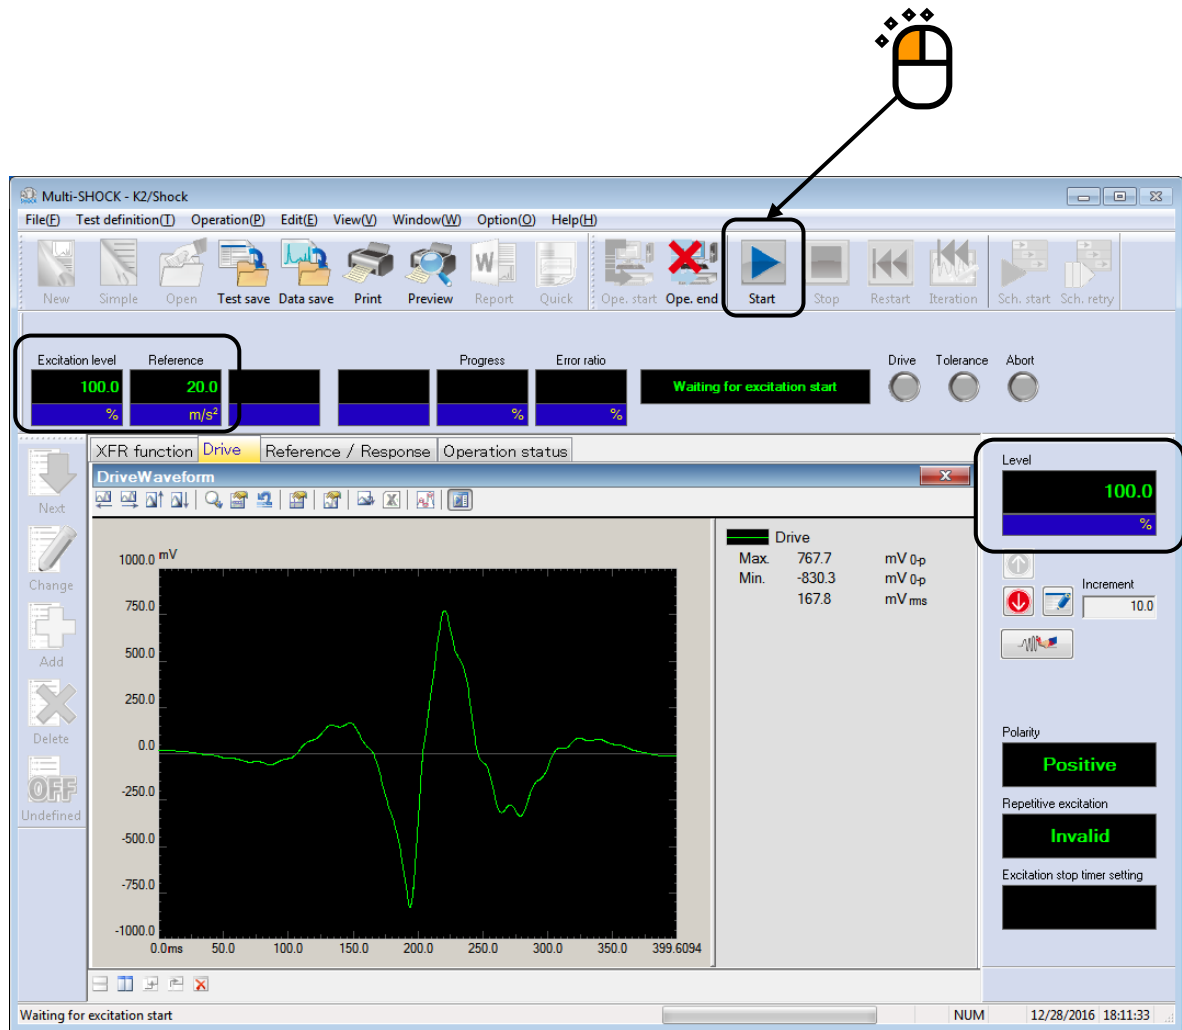 Multi-SHOCK - K2/Shock
File(F) Test definition(T) Operation(P) Edit(E) View(V) Window(W) Option(O) Help(H)
New Simple Open Test save Data save Print Preview Report Quick Ope. start Ope. end Start Stop Restart Iteration Sch. start Sch. retry
Excitation level Reference Progress Error ratio Drive Tolerance Abort
100.0 20.0 Waiting for excitation start
% m/s² % %
XFR function Drive Reference / Response Operation status
DriveWaveform
Next
Change
Add
Delete
OFF
Undefined
Drive
Max. 767.7 mV 0-p
Min. -830.3 mV 0-p
167.8 mV rms
1000.0 mV
750.0
500.0
250.0
0.0
-250.0
-500.0
-750.0
-1000.0
0.0ms 50.0 100.0 150.0 200.0 250.0 300.0 350.0 399.6094
Level
100.0
%
Increment
10.0
Polarity
Positive
Repetitive excitation
Invalid
Excitation stop timer setting
Waiting for excitation start NUM 12/28/2016 18:11:33